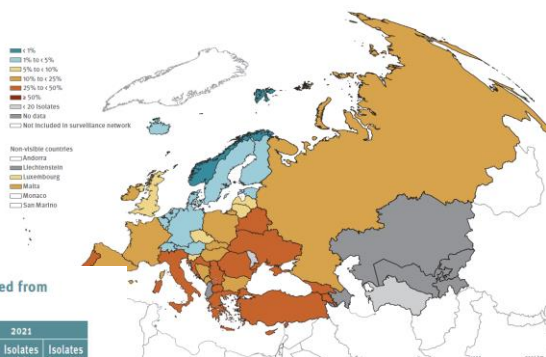 < 1%
1% to < 5%
5% to < 10%
10% to < 25%
25% to < 50%
≥ 50%
< 20 Isolates
No data
Not included in surveillance network
Non-visible countries
Andorra
Liechtenstein
Luxembourg
Malta
Monaco
San Marino
ed from
2021
Isolates Isolates